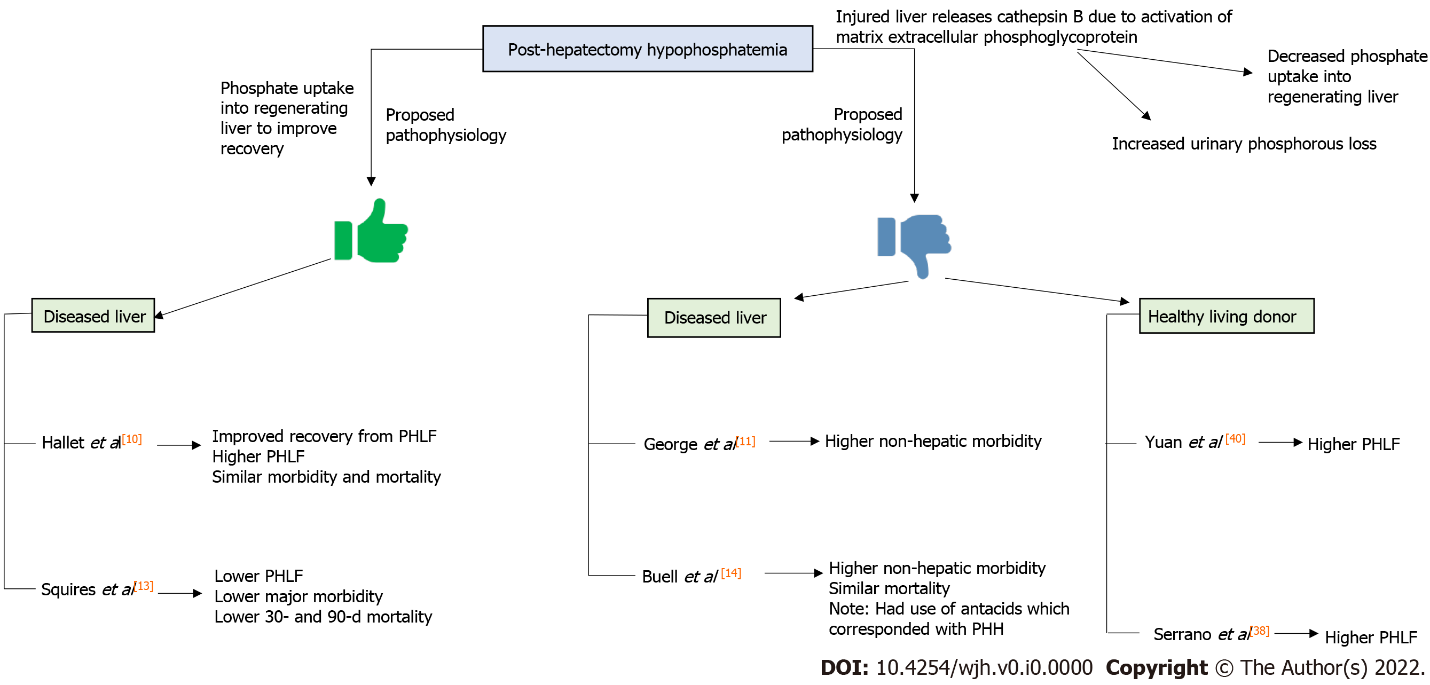 Post-hepatectomy hypophosphatemia
Injured liver releases cathepsin B due to activation of
matrix extracellular phosphoglycoprotein
Decreased phosphate
uptake into
regenerating liver
Increased urinary phosphorous loss
Phosphate uptake
into regenerating
liver to improve
recovery
Proposed
pathophysiology
Proposed
pathophysiology
Diseased liver
Hallet et al[10]
Improved recovery from PHLF
Higher PHLF
Similar morbidity and mortality
Squires et al[13]
Lower PHLF
Lower major morbidity
Lower 30- and 90-d mortality
Diseased liver
George et al[11]
Higher non-hepatic morbidity
Buell et al [14]
Higher non-hepatic morbidity
Similar mortality
Note: Had use of antacids which
corresponded with PHH
Healthy living donor
Yuan et al [40]
Higher PHLF
Serrano et al[38]
Higher PHLF
DOI: 10.4254/wjh.v0.i0.0000 Copyright © The Author(s) 2022.